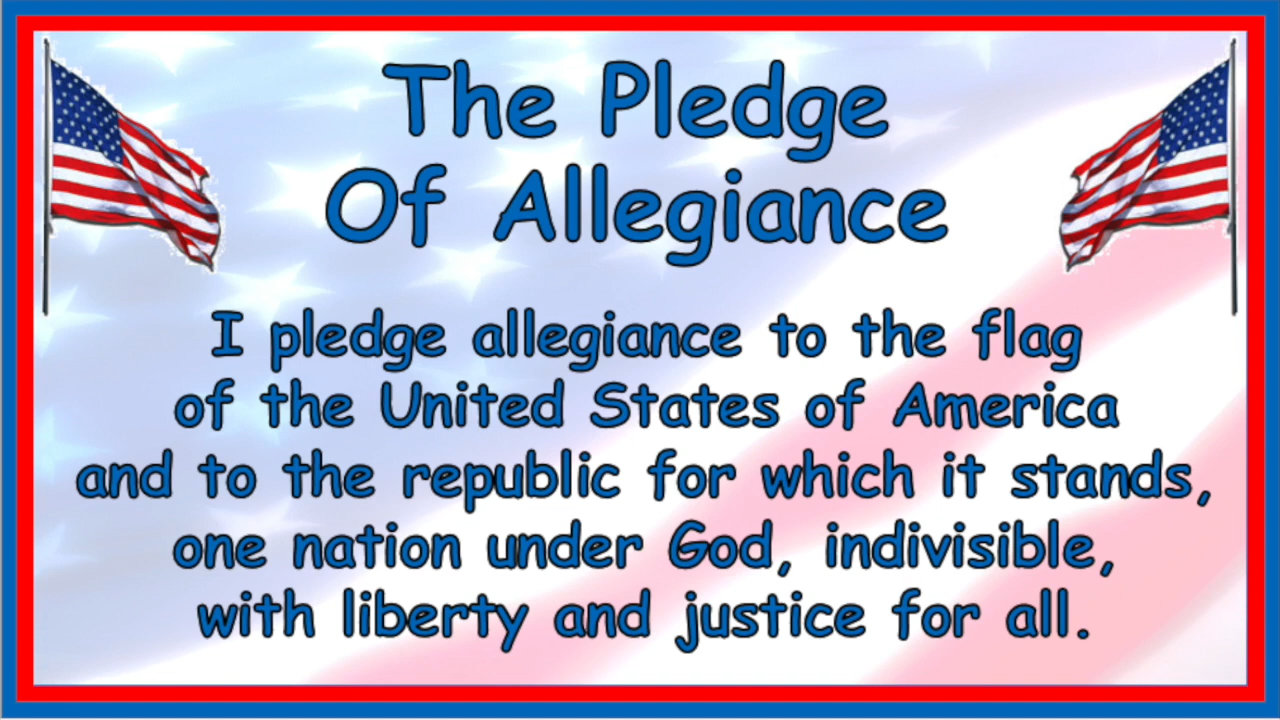 The Pledge
Of Allegiance
I pledge allegiance to the flag
of the United States of America
and to the republic for which it stands,
one nation under God, indivisible,
with liberty and justice for all.